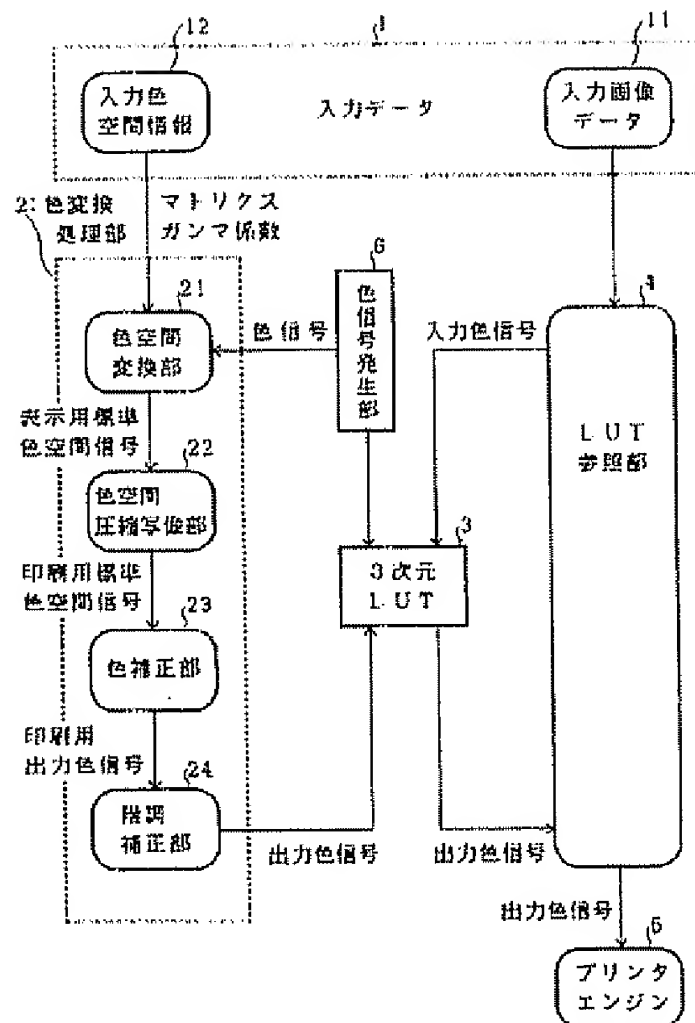 12
1
11
入力色
空間情報
入力データ
入力画像
データ
2:色変換
処理部
マトリクス
ガンマ係数
21
6
4
色空間
変換部
色信号
色信号発生部
入力色信号
表示用標準
色空間信号
22
LUT
参照部
色空間
圧縮写像部
3
3次元
LUT
印刷用標準
色空間信号
23
色補正部
印刷用
出力色信号
24
階調
補正部
出力色信号
出力色信号
出力色信号
5
プリンタ
エンジン